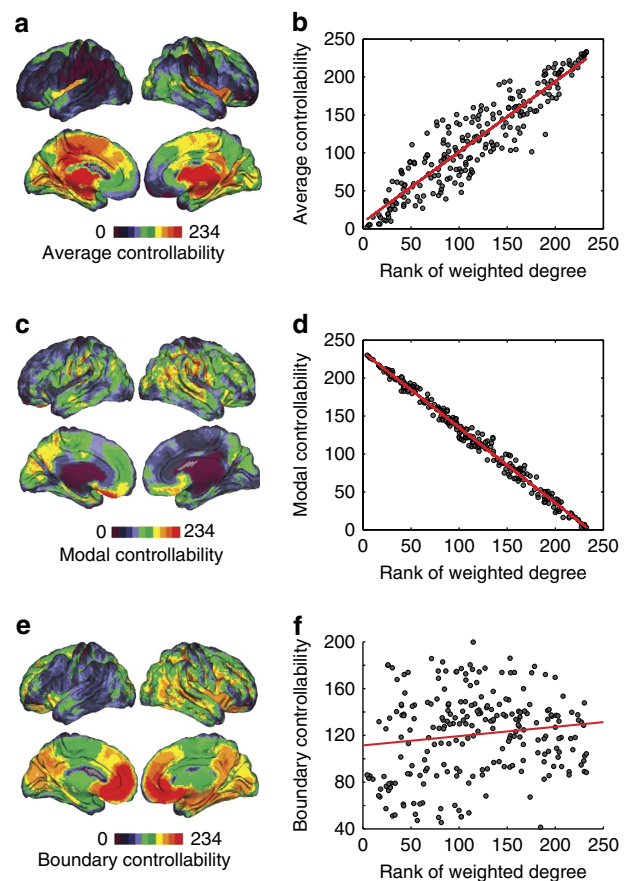 a
0 234
Average controllability
b
Average controllability
250
200
150
100
50
0
0 50 100 150 200 250
Rank of weighted degree
c
0 234
Modal controllability
d
Modal controllability
250
200
150
100
50
0
0 50 100 150 200 250
Rank of weighted degree
e
0 234
Boundary controllability
f
Boundary controllability
200
160
120
80
40
0 50 100 150 200 250
Rank of weighted degree